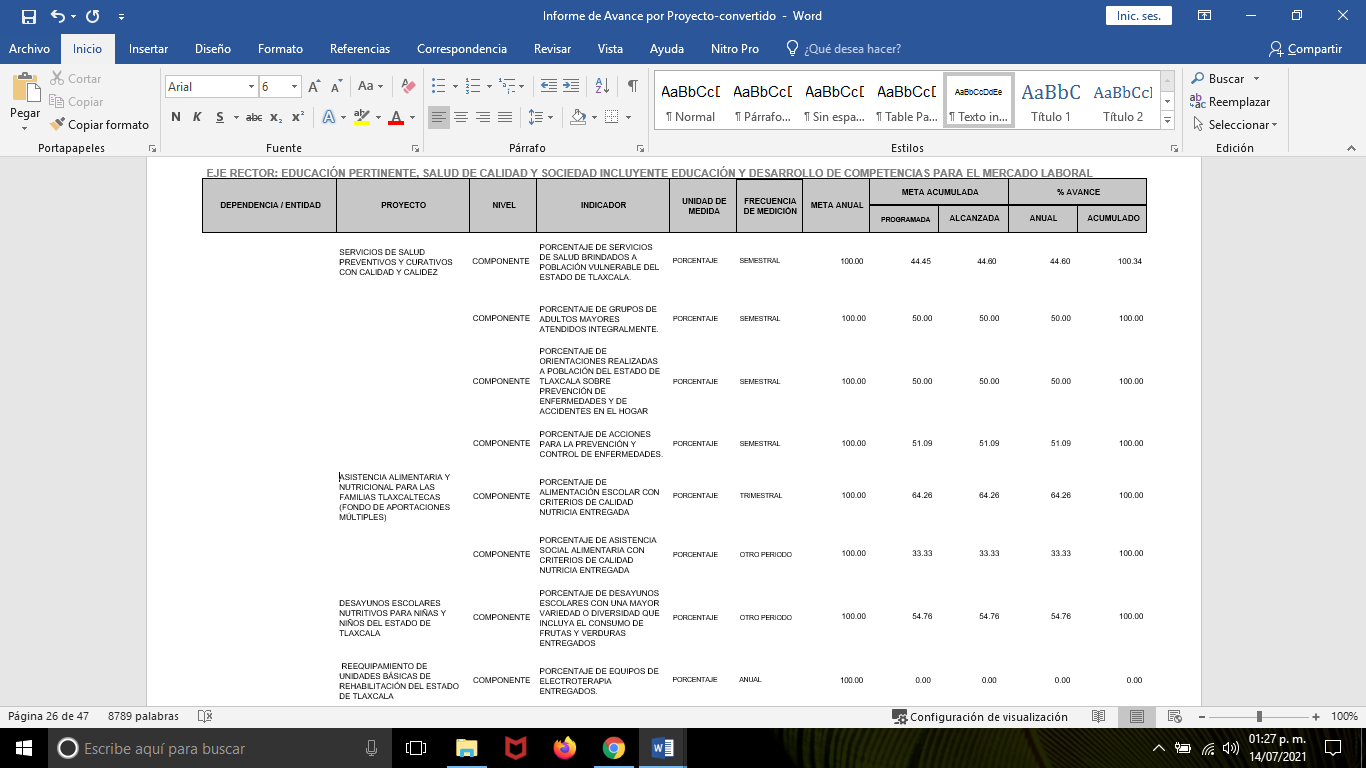 Informe de Avance por Proyecto-convertido - Word
Inic. ses.
Archivo Inicio Insertar Diseño Formato Referencias Correspondencia Revisar Vista Ayuda Nitro Pro ¿Qué desea hacer? Compartir
Pegar
Cortar
Copiar
Copiar formato
Portapapeles
Arial 6
N K S abc x₂ x²
Fuente
Párrafo
AaBbCcD AaBbCcD AaBbCcD AaBbCcD AaBbCcDdEe AaBbC AaBbCcI
¶ Normal ¶ Párrafo... ¶ Sin espa... ¶ Table Pa... ¶ Texto in... Título 1 Título 2
Estilos
Buscar
Reemplazar
Seleccionar
Edición
EJE RECTOR: EDUCACIÓN PERTINENTE, SALUD DE CALIDAD Y SOCIEDAD INCLUYENTE EDUCACIÓN Y DESARROLLO DE COMPETENCIAS PARA EL MERCADO LABORAL
DEPENDENCIA / ENTIDAD
PROYECTO
NIVEL
INDICADOR
UNIDAD DE
MEDIDA
FRECUENCIA
DE MEDICIÓN
META ANUAL
META ACUMULADA
PROGRAMADA
ALCANZADA
% AVANCE
ANUAL
ACUMULADO
SERVICIOS DE SALUD
PREVENTIVOS Y CURATIVOS
CON CALIDAD Y CALIDEZ
COMPONENTE
PORCENTAJE DE SERVICIOS
DE SALUD BRINDADOS A
POBLACIÓN VULNERABLE DEL
ESTADO DE TLAXCALA.
PORCENTAJE SEMESTRAL 100.00 44.45 44.60 44.60 100.34
COMPONENTE
PORCENTAJE DE GRUPOS DE
ADULTOS MAYORES
ATENDIDOS INTEGRALMENTE.
PORCENTAJE SEMESTRAL 100.00 50.00 50.00 50.00 100.00
COMPONENTE
PORCENTAJE DE
ORIENTACIONES REALIZADAS
A POBLACIÓN DEL ESTADO DE
TLAXCALA SOBRE
PREVENCIÓN DE
ENFERMEDADES Y DE
ACCIDENTES EN EL HOGAR
PORCENTAJE SEMESTRAL 100.00 50.00 50.00 50.00 100.00
COMPONENTE
PORCENTAJE DE ACCIONES
PARA LA PREVENCIÓN Y
CONTROL DE ENFERMEDADES.
PORCENTAJE SEMESTRAL 100.00 51.09 51.09 51.09 100.00
ASISTENCIA ALIMENTARIA Y
NUTRICIONAL PARA LAS
FAMILIAS TLAXCALTECAS
(FONDO DE APORTACIONES
MÚLTIPLES)
COMPONENTE
PORCENTAJE DE
ALIMENTACIÓN ESCOLAR CON
CRITERIOS DE CALIDAD
NUTRICIA ENTREGADA
PORCENTAJE TRIMESTRAL 100.00 64.26 64.26 64.26 100.00
COMPONENTE
PORCENTAJE DE ASISTENCIA
SOCIAL ALIMENTARIA CON
CRITERIOS DE CALIDAD
NUTRICIA ENTREGADA
PORCENTAJE OTRO PERIODO 100.00 33.33 33.33 33.33 100.00
DESAYUNOS ESCOLARES
NUTRITIVOS PARA NIÑAS Y
NIÑOS DEL ESTADO DE
TLAXCALA
COMPONENTE
PORCENTAJE DE DESAYUNOS
ESCOLARES CON UNA MAYOR
VARIEDAD O DIVERSIDAD QUE
INCLUYA EL CONSUMO DE
FRUTAS Y VERDURAS
ENTREGADOS
PORCENTAJE OTRO PERIODO 100.00 54.76 54.76 54.76 100.00
REEQUIPAMIENTO DE
UNIDADES BÁSICAS DE
REHABILITACIÓN DEL ESTADO
DE TLAXCALA
COMPONENTE
PORCENTAJE DE EQUIPOS DE
ELECTROTERAPIA
ENTREGADOS.
PORCENTAJE ANUAL 100.00 0.00 0.00 0.00 0.00
Página 26 de 47 8789 palabras Configuración de visualización 100%
Escribe aquí para buscar
01:27 p. m.
14/07/2021